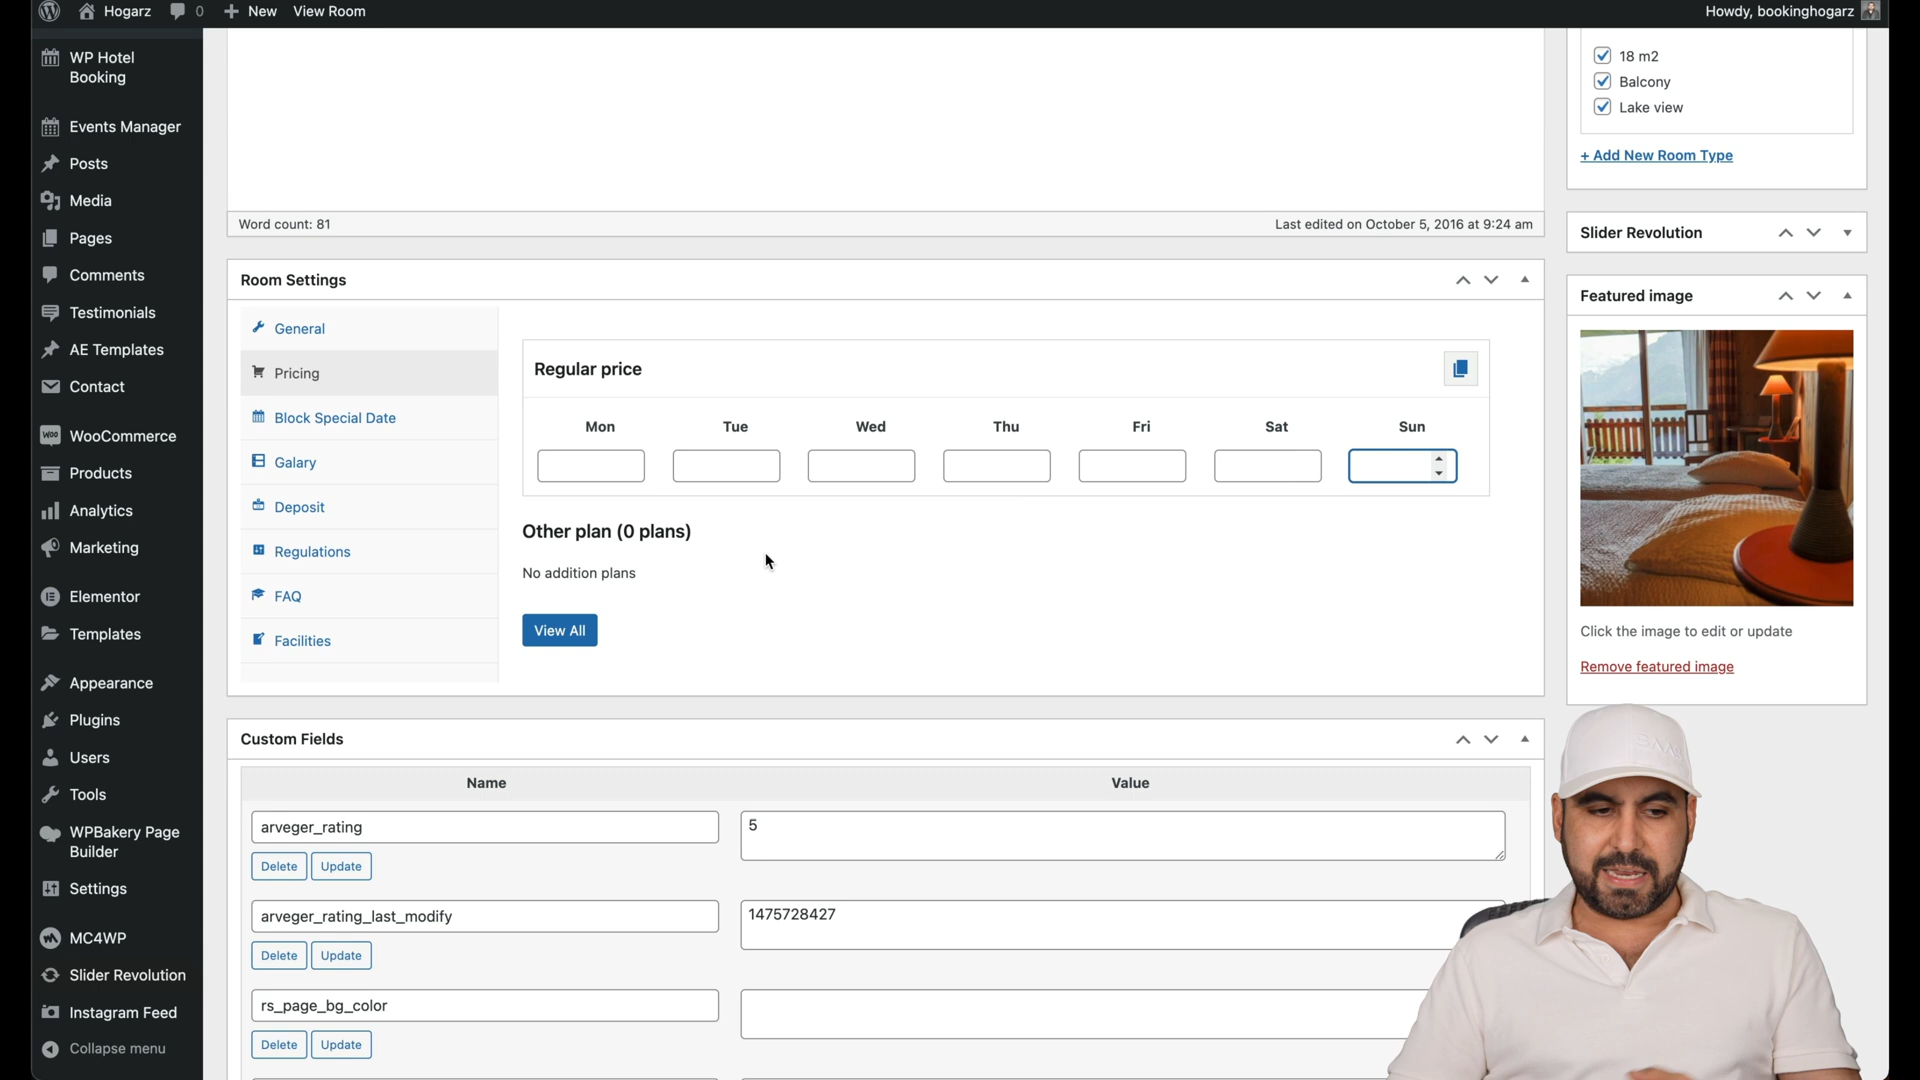 Hogarz
0
New
View Room
Howdy, bookinghogarz
WP Hotel
Booking
Events Manager
Posts
Media
Pages
Comments
Testimonials
AE Templates
Contact
WooCommerce
Products
Analytics
Marketing
Elementor
Templates
Appearance
Plugins
Users
Tools
WPBakery Page
Builder
Settings
MC4WP
Slider Revolution
Instagram Feed
Collapse menu
Word count: 81
Last edited on October 5, 2016 at 9:24 am
Room Settings
General
Pricing
Block Special Date
Galary
Deposit
Regulations
FAQ
Facilities
Regular price
Mon Tue Wed Thu Fri Sat Sun
Other plan (0 plans)
No addition plans
View All
Custom Fields
Name
Value
arveger_rating
5
Delete
Update
arveger_rating_last_modify
1475728427
Delete
Update
rs_page_bg_color
Delete
Update
18 m2
Balcony
Lake view
+ Add New Room Type
Slider Revolution
Featured image
Click the image to edit or update
Remove featured image